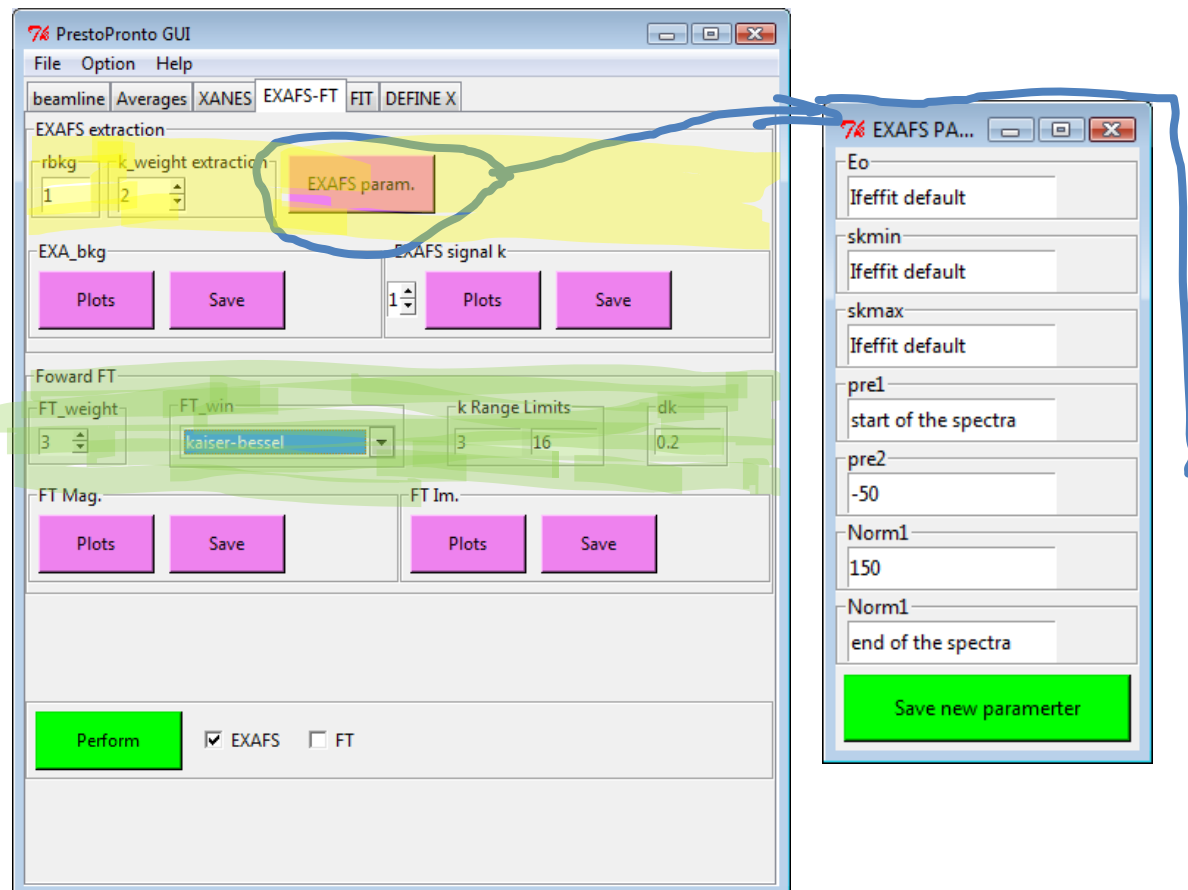 PrestoPronto GUI
File Option Help
beamline Averages XANES EXAFS-FT FIT DEFINE X
EXAFS extraction
rbkg k_weight extraction
1 2 EXAFS param.
EXA_bkg EXAFS signal k
Plots Save 1 Plots Save
Foward FT
FT_weight FT_win k Range Limits dk
3 kaiser-bessel 3 16 0.2
FT Mag. FT Im.
Plots Save Plots Save
Perform EXAFS FT
EXAFS PA...
Eo
Ifeffit default
skmin
Ifeffit default
skmax
Ifeffit default
pre1
start of the spectra
pre2
-50
Norm1
150
Norm1
end of the spectra
Save new paramerter